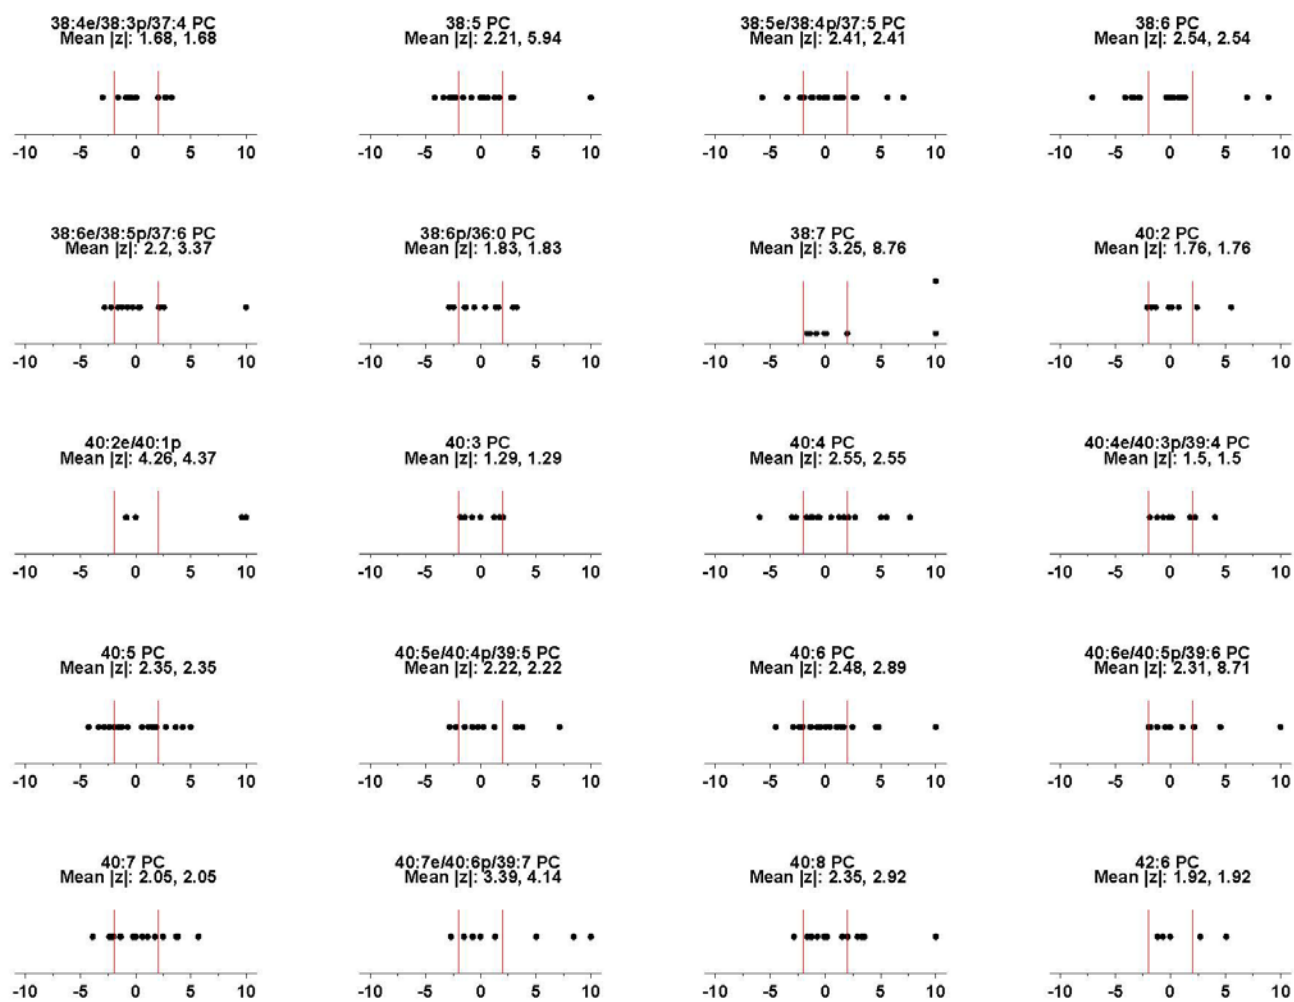 38:4e/38:3p/37:4 PC
Mean |z|: 1.68, 1.68
-10 -5 0 5 10
38:5 PC
Mean |z|: 2.21, 5.94
-10 -5 0 5 10
38:5e/38:4p/37:5 PC
Mean |z|: 2.41, 2.41
-10 -5 0 5 10
38:6 PC
Mean |z|: 2.54, 2.54
-10 -5 0 5 10
38:6e/38:5p/37:6 PC
Mean |z|: 2.2, 3.37
-10 -5 0 5 10
38:6p/36:0 PC
Mean |z|: 1.83, 1.83
-10 -5 0 5 10
38:7 PC
Mean |z|: 3.25, 8.76
-10 -5 0 5 10
40:2 PC
Mean |z|: 1.76, 1.76
-10 -5 0 5 10
40:2e/40:1p
Mean |z|: 4.26, 4.37
-10 -5 0 5 10
40:3 PC
Mean |z|: 1.29, 1.29
-10 -5 0 5 10
40:4 PC
Mean |z|: 2.55, 2.55
-10 -5 0 5 10
40:4e/40:3p/39:4 PC
Mean |z|: 1.5, 1.5
-10 -5 0 5 10
40:5 PC
Mean |z|: 2.35, 2.35
-10 -5 0 5 10
40:5e/40:4p/39:5 PC
Mean |z|: 2.22, 2.22
-10 -5 0 5 10
40:6 PC
Mean |z|: 2.48, 2.89
-10 -5 0 5 10
40:6e/40:5p/39:6 PC
Mean |z|: 2.31, 8.71
-10 -5 0 5 10
40:7 PC
Mean |z|: 2.05, 2.05
-10 -5 0 5 10
40:7e/40:6p/39:7 PC
Mean |z|: 3.39, 4.14
-10 -5 0 5 10
40:8 PC
Mean |z|: 2.35, 2.92
-10 -5 0 5 10
42:6 PC
Mean |z|: 1.92, 1.92
-10 -5 0 5 10